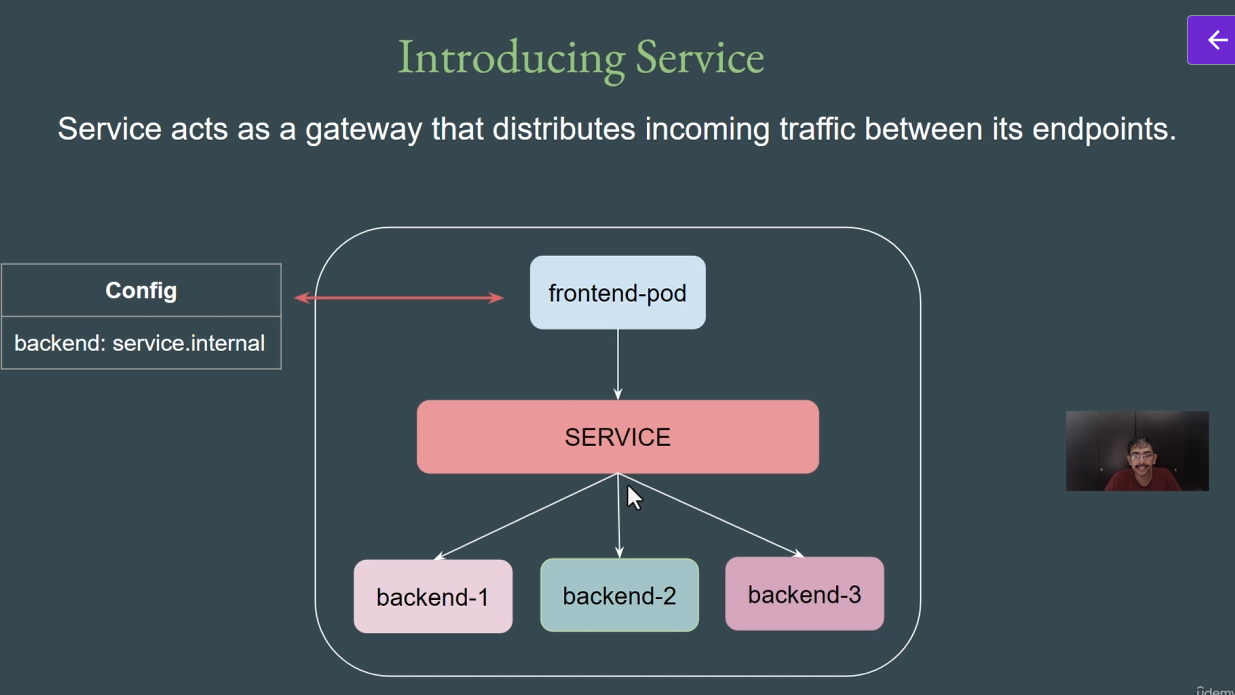 Introducing Service
Service acts as a gateway that distributes incoming traffic between its endpoints.
Config
backend: service.internal
frontend-pod
SERVICE
backend-1
backend-2
backend-3